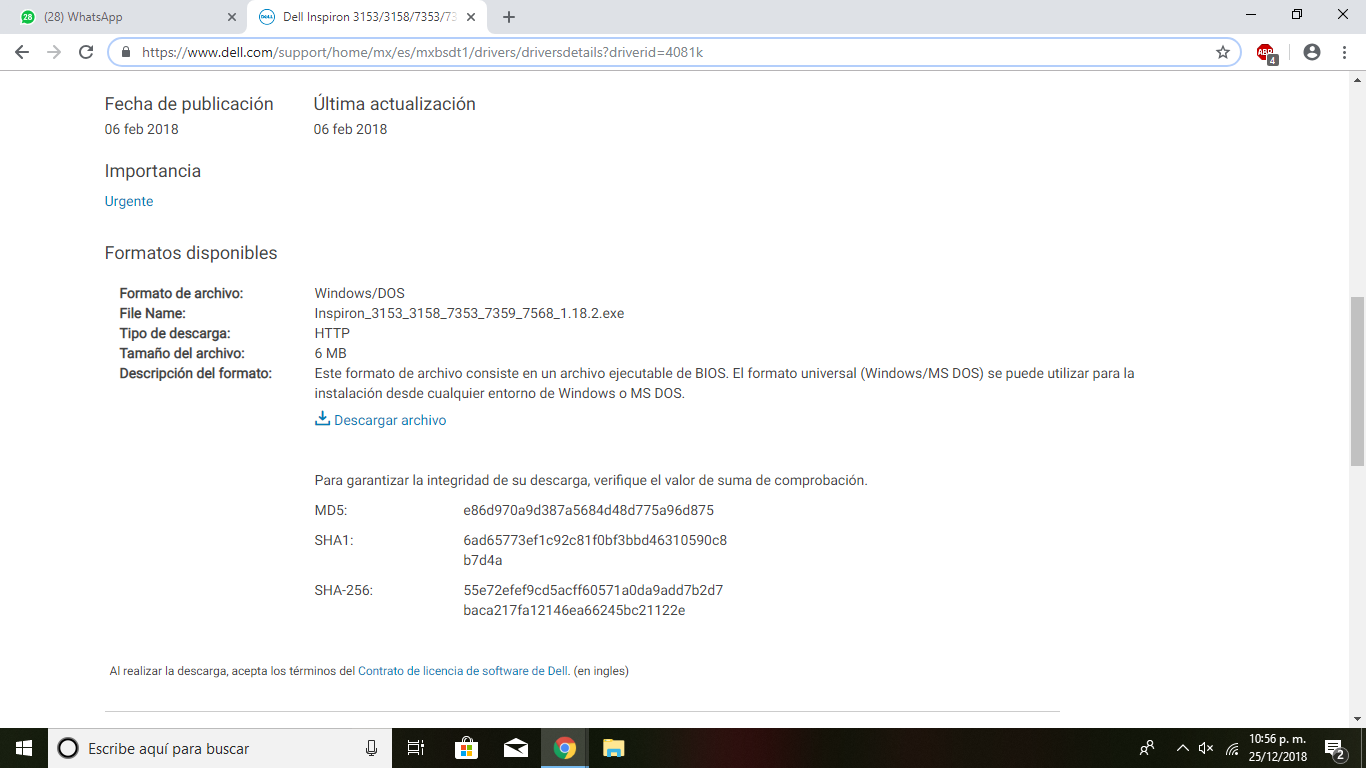 28 (28) WhatsApp
DELL Dell Inspiron 3153/3158/7353/73
https://www.dell.com/support/home/mx/es/mxbsdt1/drivers/driversdetails?driverid=4081k
ABP 4
Fecha de publicación Última actualización
06 feb 2018 06 feb 2018
Importancia
Urgente
Formatos disponibles
Formato de archivo: Windows/DOS
File Name: Inspiron_3153_3158_7353_7359_7568_1.18.2.exe
Tipo de descarga: HTTP
Tamaño del archivo: 6 MB
Descripción del formato: Este formato de archivo consiste en un archivo ejecutable de BIOS. El formato universal (Windows/MS DOS) se puede utilizar para la
instalación desde cualquier entorno de Windows o MS DOS.
Descargar archivo
Para garantizar la integridad de su descarga, verifique el valor de suma de comprobación.
MD5: e86d970a9d387a5684d48d775a96d875
SHA1: 6ad65773ef1c92c81f0bf3bbd46310590c8
b7d4a
SHA-256: 55e72efef9cd5acff60571a0da9add7b2d7
baca217fa12146ea66245bc21122e
Al realizar la descarga, acepta los términos del Contrato de licencia de software de Dell. (en ingles)
Escribe aquí para buscar
10:56 p. m.
25/12/2018
2